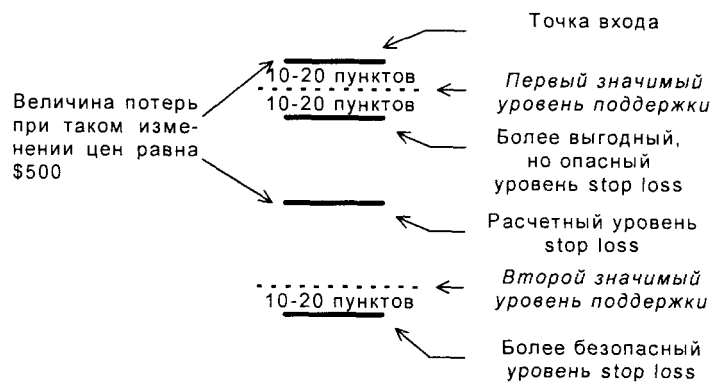 Точка входа
10-20 пунктов
Первый значимый
уровень поддержки
10-20 пунктов
Величина потерь
при таком изме-
нении цен равна
$500
Более выгодный,
но опасный
уровень stop loss
Расчетный уровень
stop loss
Второй значимый
уровень поддержки
10-20 пунктов
Более безопасный
уровень stop loss